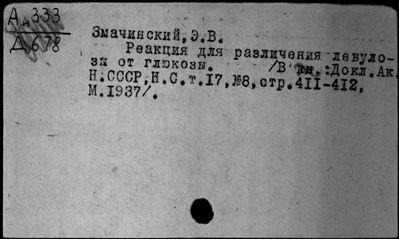 А 333
Д 678
Змачинский,Э.В.
Реакция для различения левуло-
зы от глюкозы. /В кн.:Докл.Ак.
Н.СССР,Н.С.т.17,№8,стр.411-412,
М.1937/.